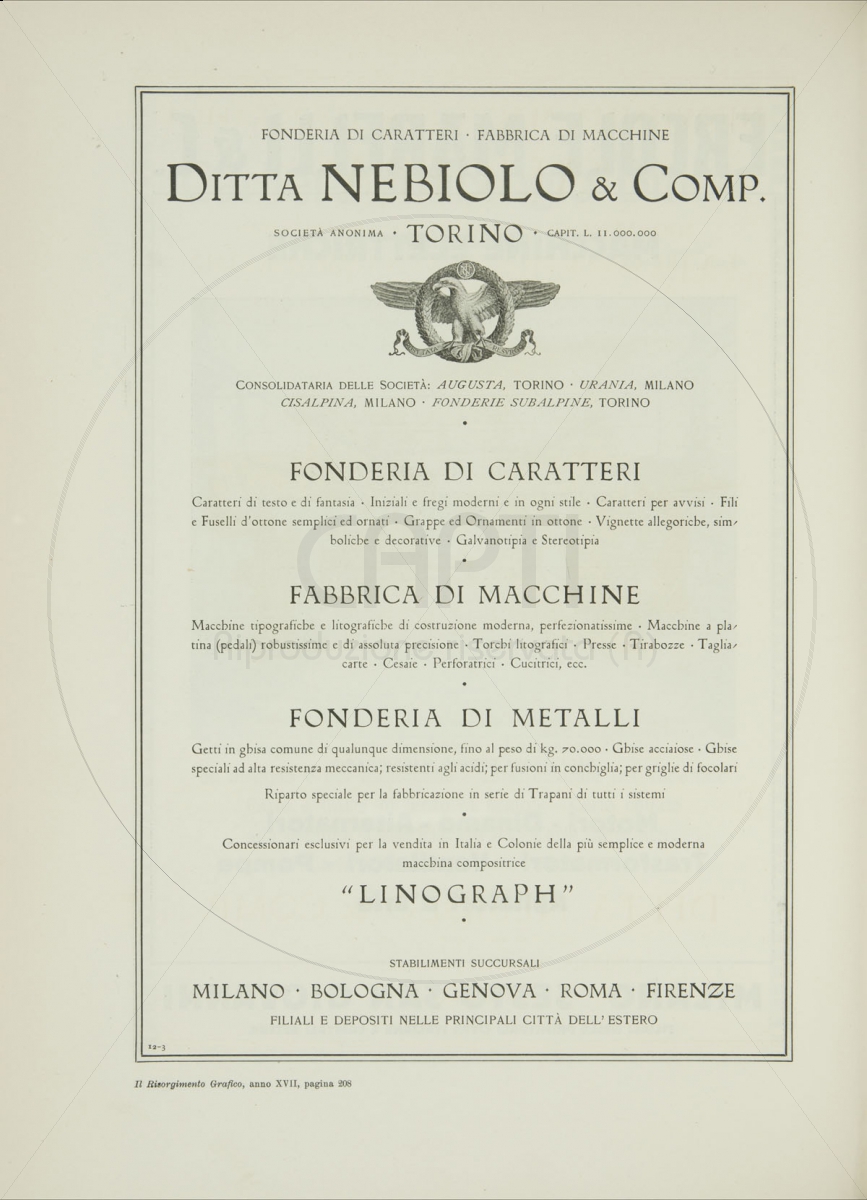 FONDERIA DI CARATTERI · FABBRICA DI MACCHINE
DITTA NEBIOLO & COMP.
SOCIETÀ ANONIMA · TORINO · CAPIT. L. 11.000.000
CONSOLIDATARIA DELLE SOCIETÀ: AUGUSTA, TORINO · URANIA, MILANO
CISALPINA, MILANO · FONDERIE SUBALPINE, TORINO
FONDERIA DI CARATTERI
Caratteri di testo e di fantasia · Iniziali e fregi moderni e in ogni stile · Caratteri per avvisi · Fili
e Fuselli d'ottone semplici ed ornati · Grappe ed Ornamenti in ottone · Vignette allegoriche, sim-
boliche e decorative · Galvanotipia e Stereotipia
CAPTI
FABBRICA DI MACCHINE
Macchine tipografiche e litografiche di costruzione moderna, perfezionatissime · Macchine a pla-
tina (pedali) robustissime e di assoluta precisione · Torchi litografici · Presse · Tirabozze · Taglia-
Riproduzione riservata (fi)
carte · Cesaie · Perforatrici · Cucitrici, ecc.
FONDERIA DI METALLI
Getti in ghisa comune di qualunque dimensione, fino al peso di kg. 70.000 · Ghise acciaiose · Ghise
speciali ad alta resistenza meccanica; resistenti agli acidi; per fusioni in conchiglia; per griglie di focolari
Riparto speciale per la fabbricazione in serie di Trapani di tutti i sistemi
Concessionari esclusivi per la vendita in Italia e Colonie della più semplice e moderna
macchina compositrice
"LINOGRAPH"
STABILIMENTI SUCCURSALI
MILANO · BOLOGNA · GENOVA · ROMA · FIRENZE
FILIALI E DEPOSITI NELLE PRINCIPALI CITTÀ DELL'ESTERO
12-3
Il Risorgimento Grafico, anno XVII, pagina 208